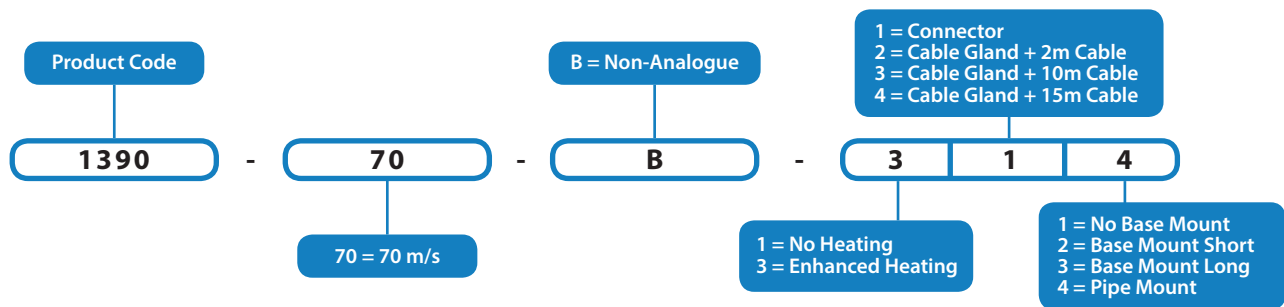 Product Code
B = Non-Analogue
1 = Connector
2 = Cable Gland + 2m Cable
3 = Cable Gland + 10m Cable
4 = Cable Gland + 15m Cable
1390 - 70 - B - 3 1 4
70 = 70 m/s
1 = No Heating
3 = Enhanced Heating
1 = No Base Mount
2 = Base Mount Short
3 = Base Mount Long
4 = Pipe Mount